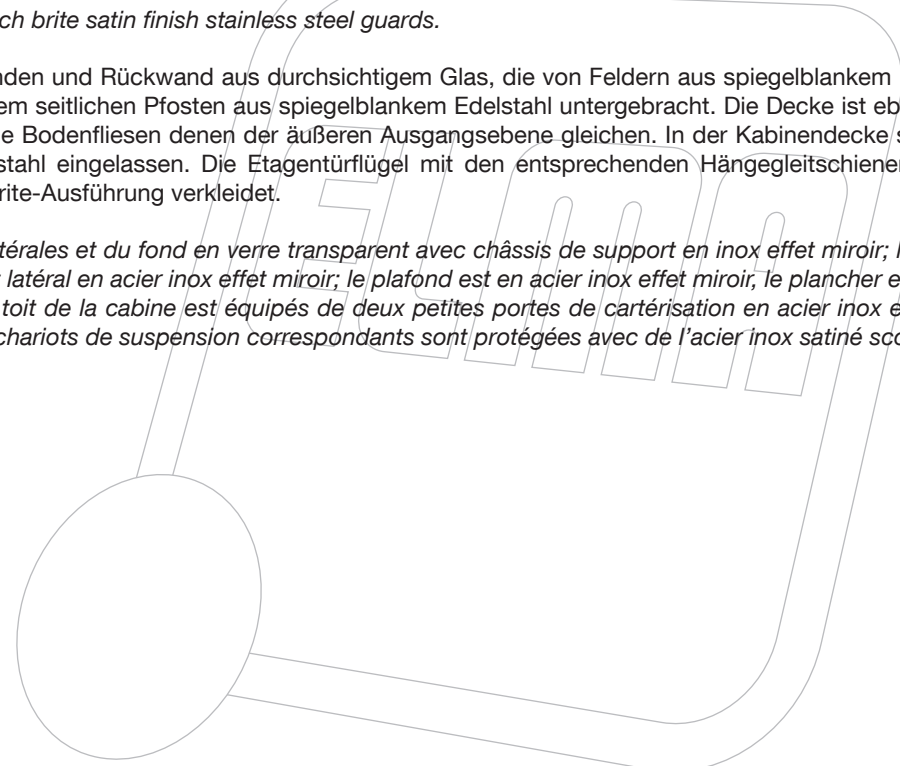 ch brite satin finish stainless steel guards.
nden und Rückwand aus durchsichtigem Glas, die von Feldern aus spiegelblankem
em seitlichen Pfosten aus spiegelblankem Edelstahl untergebracht. Die Decke ist eb
e Bodenfliesen denen der äußeren Ausgangsebene gleichen. In der Kabinendecke s
stahl eingelassen. Die Etagentürflügel mit den entsprechenden Hängegleitschienen
rite-Ausführung verkleidet.
térales et du fond en verre transparent avec châssis de support en inox effet miroir; l
latéral en acier inox effet miroir; le plafond est en acier inox effet miroir, le plancher e
toit de la cabine est équipés de deux petites portes de cartérisation en acier inox e
chariots de suspension correspondants sont protégées avec de l'acier inox satiné sco
ELMA